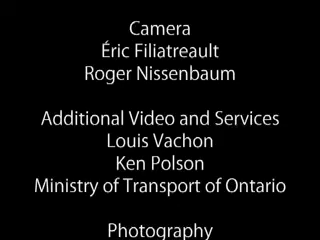 Camera
Éric Filiatreault
Roger Nissenbaum
Additional Video and Services
Louis Vachon
Ken Polson
Ministry of Transport of Ontario
Photography